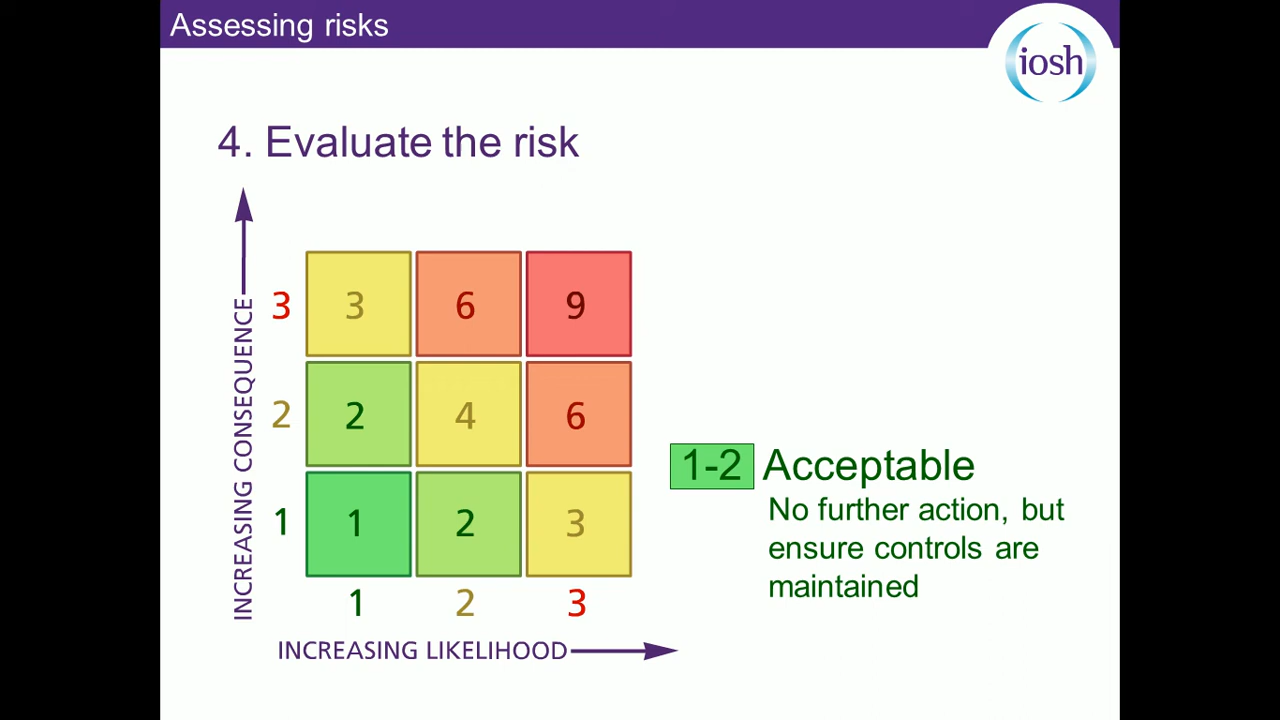 Assessing risks
iosh
4. Evaluate the risk
INCREASING CONSEQUENCE
3 3 6 9
2 2 4 6
1 1 2 3
1 2 3
INCREASING LIKELIHOOD
1-2 Acceptable
No further action, but
ensure controls are
maintained